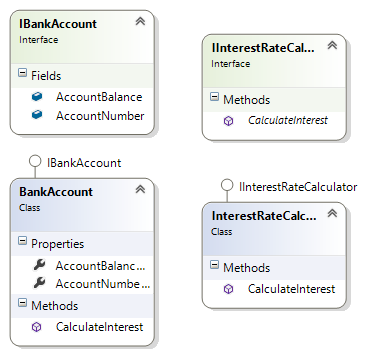 IBankAccount
Interface
Fields
AccountBalance
AccountNumber
IInterestRateCal...
Interface
Methods
CalculateInterest
IBankAccount
BankAccount
Class
Properties
AccountBalanc...
AccountNumbe...
Methods
CalculateInterest
IInterestRateCalculator
InterestRateCalc...
Class
Methods
CalculateInterest